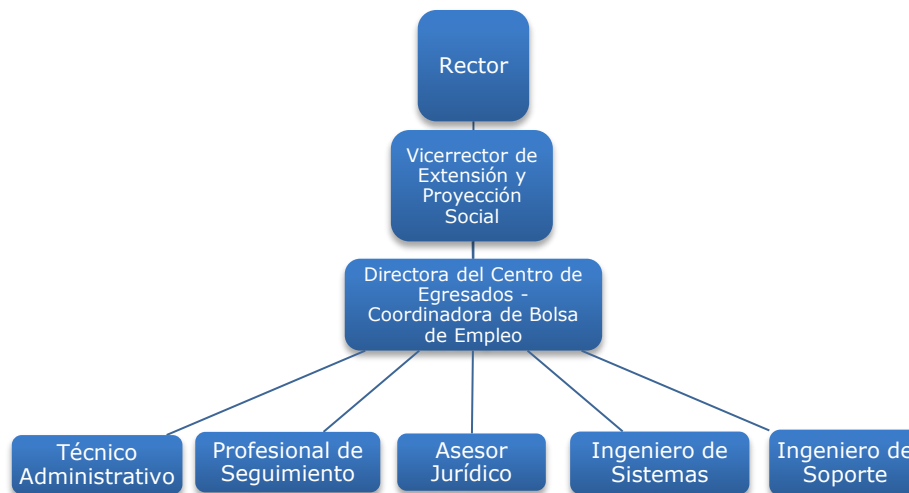 Rector
Vicerrector de
Extensión y
Proyección
Social
Directora del Centro de
Egresados -
Coordinadora de Bolsa
de Empleo
Técnico
Administrativo
Profesional de
Seguimiento
Asesor
Jurídico
Ingeniero de
Sistemas
Ingeniero de
Soporte